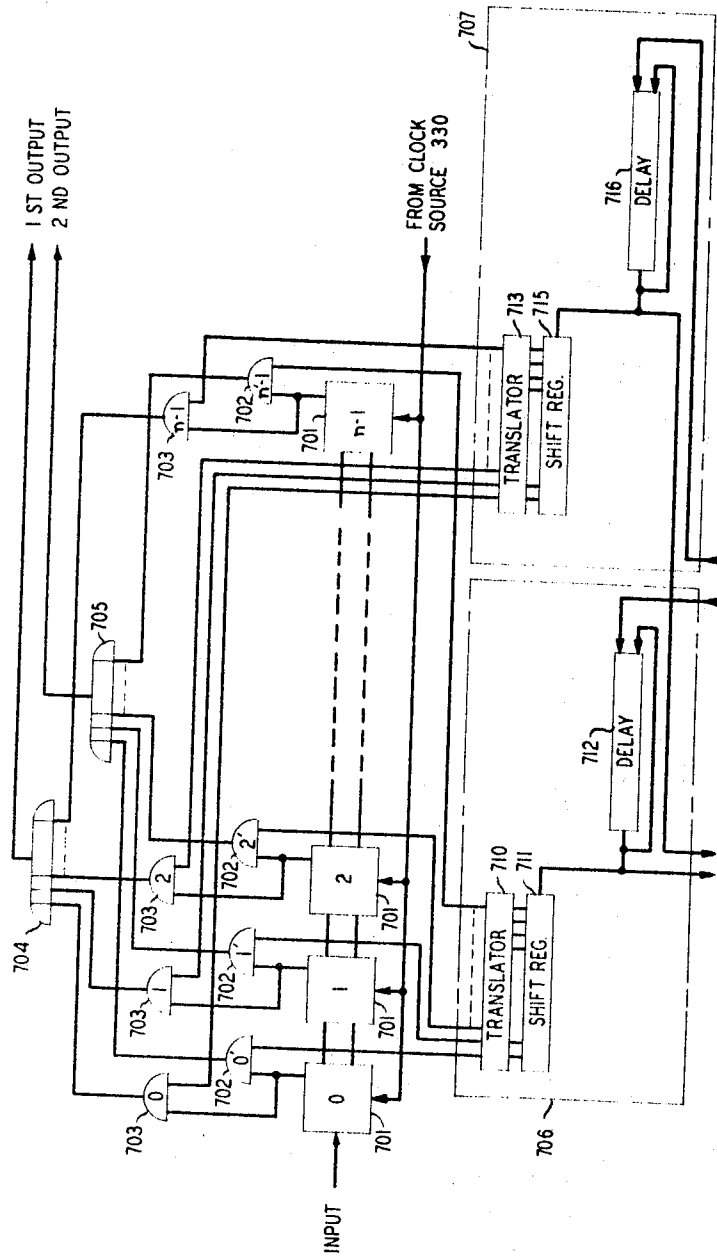 1 ST OUTPUT
2 ND OUTPUT
704
705
0
703
1
703
2
703
n-1
703
0'
702
1'
702
2'
702
n'-1
702
0
701
1
701
2
701
n-1
701
INPUT
FROM CLOCK
SOURCE 330
706
TRANSLATOR
710
SHIFT REG.
711
712
DELAY
707
TRANSLATOR
713
SHIFT REG.
715
716
DELAY